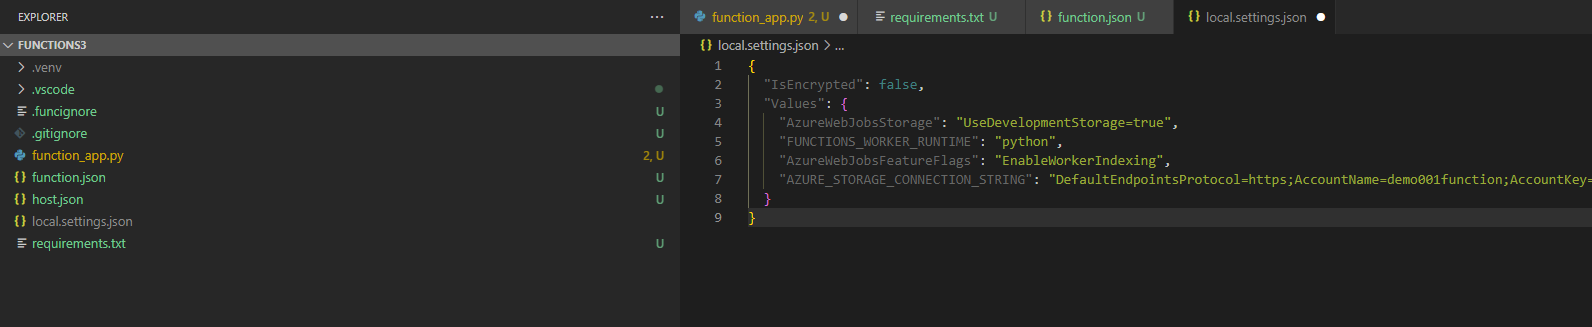 EXPLORER
FUNCTIONS3
.venv
.vscode
.funcignore U
.gitignore U
function_app.py 2, U
function.json U
host.json U
local.settings.json
requirements.txt U
function_app.py 2, U requirements.txt U function.json U local.settings.json
local.settings.json > ...
1 {
2 "IsEncrypted": false,
3 "Values": {
4 "AzureWebJobsStorage": "UseDevelopmentStorage=true",
5 "FUNCTIONS_WORKER_RUNTIME": "python",
6 "AzureWebJobsFeatureFlags": "EnableWorkerIndexing",
7 "AZURE_STORAGE_CONNECTION_STRING": "DefaultEndpointsProtocol=https;AccountName=demo001function;AccountKey=
8 }
9 }